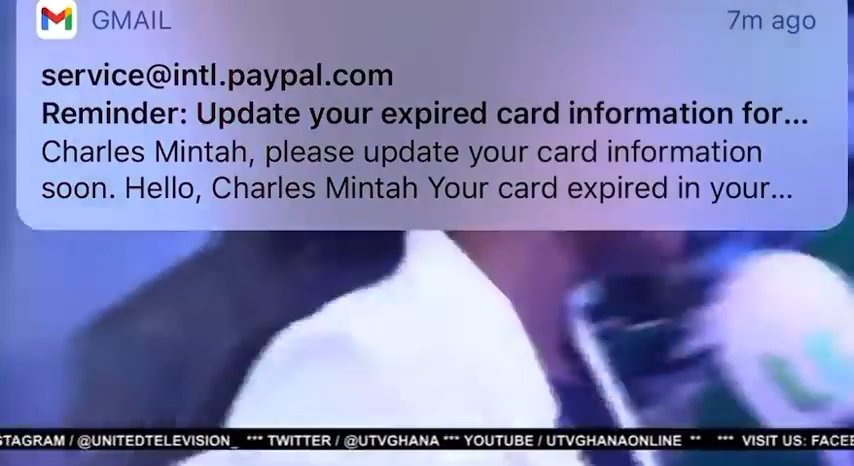 GMAIL
7m ago
service@intl.paypal.com
Reminder: Update your expired card information for...
Charles Mintah, please update your card information
soon. Hello, Charles Mintah Your card expired in your...
STAGRAM / @UNITEDTELEVISION_ *** TWITTER / @UTVGHANA *** YOUTUBE / UTVGHANAONLINE ** *** VISIT US: FACEB